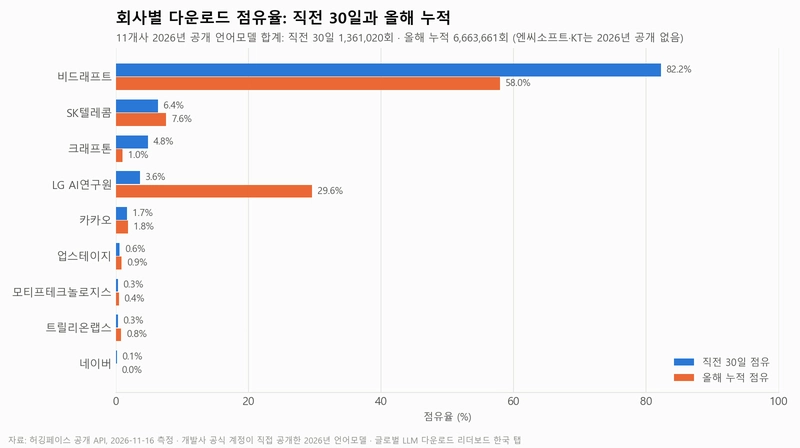 회사별 다운로드 점유율: 직전 30일과 올해 누적
11개사 2026년 공개 언어모델 합계: 직전 30일 1,361,020회 · 올해 누적 6,663,661회 (엔씨소프트·KT는 2026년 공개 없음)
비드래프트
82.2%
58.0%
SK텔레콤
6.4%
7.6%
크래프톤
4.8%
1.0%
LG AI연구원
3.6%
29.6%
카카오
1.7%
1.8%
업스테이지
0.6%
0.9%
모티프테크놀로지스
0.3%
0.4%
트릴리온랩스
0.3%
0.8%
네이버
0.1%
0.0%
직전 30일 점유
올해 누적 점유
0 20 40 60 80 100
점유율 (%)
자료: 허깅페이스 공개 API, 2026-11-16 측정 · 개발사 공식 계정이 직접 공개한 2026년 언어모델 · 글로벌 LLM 다운로드 리더보드 한국 탭